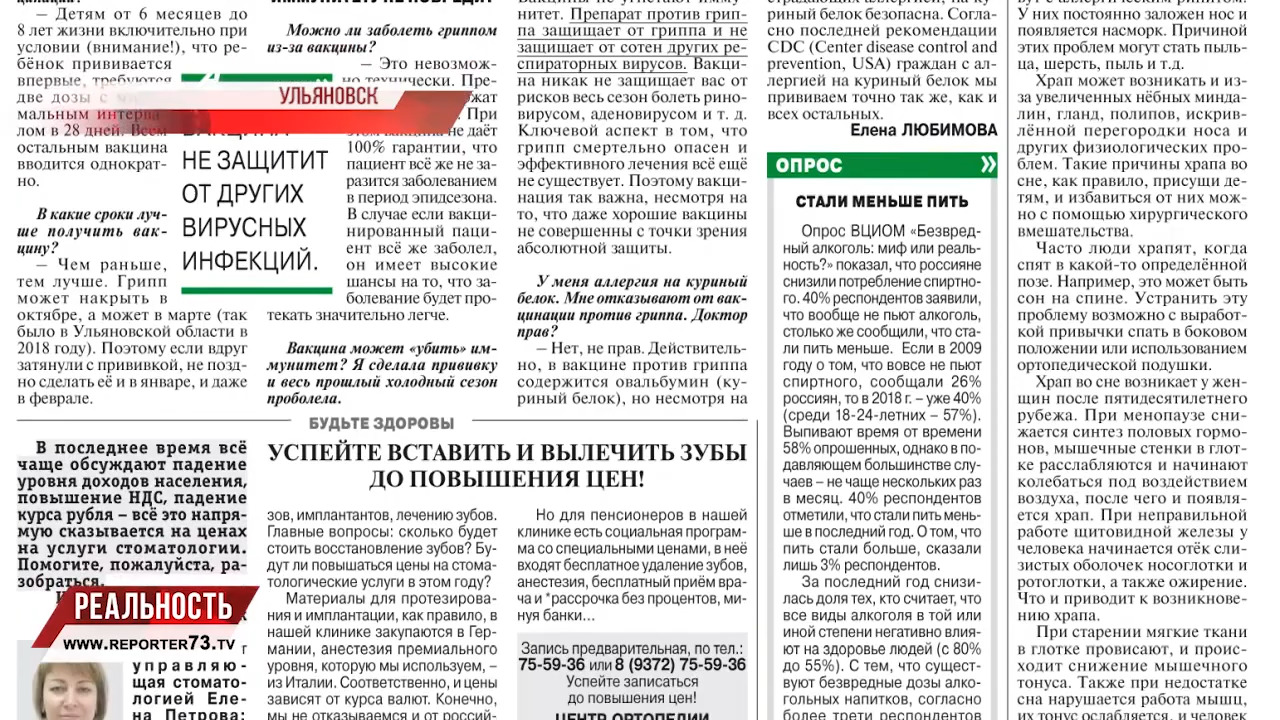 – Детям от 6 месяцев до
8 лет жизни включительно при
условии (внимание!), что ре-
бёнок прививается
впервые, требуются
две дозы с
мальным
лом в 28 дней. Всем
остальным вакцина
вводится однократ-
но.
В какие сроки луч-
ше получить вак-
цину?
– Чем раньше,
тем лучше. Грипп
может накрыть в
октябре, а может в марте (так
было в Ульяновской области в
2018 году). Поэтому если вдруг
затянули с прививкой, не позд-
но сделать её и в январе, и даже
в феврале.
УЛЬЯНОВСК
НЕ ЗАЩИТИТ
ОТ ДРУГИХ
ВИРУСНЫХ
ИНФЕКЦИЙ.
Можно ли заболеть гриппом
из-за вакцины?
– Это невозмож-
но технически. Пре-
При
не даёт
100% гарантии, что
пациент всё же не за-
разится заболеванием
в период эпидсезона.
В случае если вакци-
нированный паци-
ент всё же заболел,
он имеет высокие
шансы на то, что за-
болевание будет про-
текать значительно легче.
Вакцина может «убить» им-
мунитет? Я сделала прививку
и весь прошлый холодный сезон
проболела.
нитет. Препарат против грип-
па защищает от гриппа и не
защищает от сотен других ре-
спираторных вирусов. Вакци-
на никак не защищает вас от
рисков весь сезон болеть рино-
вирусом, аденовирусом и т. д.
Ключевой аспект в том, что
грипп смертельно опасен и
эффективного лечения всё ещё
не существует. Поэтому вакци-
нация так важна, несмотря на
то, что даже хорошие вакцины
не совершенны с точки зрения
абсолютной защиты.
У меня аллергия на куриный
белок. Мне отказывают от вак-
цинации против гриппа. Доктор
прав?
– Нет, не прав. Действитель-
но, в вакцине против гриппа
содержится овальбумин (ку-
риный белок), но несмотря на
риный белок безопасна. Согла-
сно последней рекомендации
CDC (Center disease control and
prevention, USA) граждан с ал-
лергией на куриный белок мы
прививаем точно так же, как и
всех остальных.
Елена ЛЮБИМОВА
ОПРОС »
СТАЛИ МЕНЬШЕ ПИТЬ
Опрос ВЦИОМ «Безвред-
ный алкоголь: миф или реаль-
ность?» показал, что россияне
снизили потребление спиртно-
го. 40% респондентов заявили,
что вообще не пьют алкоголь,
столько же сообщили, что ста-
ли пить меньше. Если в 2009
году о том, что вовсе не пьют
спиртного, сообщали 26%
россиян, то в 2018 г. – уже 40%
(среди 18-24-летних – 57%).
Выпивают время от времени
58% опрошенных, однако в по-
давляющем большинстве слу-
чаев – не чаще нескольких раз
в месяц. 40% респондентов
отметили, что стали пить мень-
ше в последний год. О том, что
пить стали больше, сказали
лишь 3% респондентов.
За последний год снизи-
лась доля тех, кто считает, что
все виды алкоголя в той или
иной степени негативно влия-
ют на здоровье людей (с 80%
до 55%). С тем, что сущест-
вуют безвредные дозы алко-
гольных напитков, согласно
более трети респондентов
У них постоянно заложен нос и
появляется насморк. Причиной
этих проблем могут стать пыль-
ца, шерсть, пыль и т.д.
Храп может возникать и из-
за увеличенных нёбных минда-
лин, гланд, полипов, искрив-
лённой перегородки носа и
других физиологических про-
блем. Такие причины храпа во
сне, как правило, присущи де-
тям, и избавиться от них мож-
но с помощью хирургического
вмешательства.
Часто люди храпят, когда
спят в какой-то определённой
позе. Например, это может быть
сон на спине. Устранить эту
проблему возможно с выработ-
кой привычки спать в боковом
положении или использованием
ортопедической подушки.
Храп во сне возникает у жен-
щин после пятидесятилетнего
рубежа. При менопаузе сни-
жается синтез половых гормо-
нов, мышечные стенки в глот-
ке расслабляются и начинают
колебаться под воздействием
воздуха, после чего и появля-
ется храп. При неправильной
работе щитовидной железы у
человека начинается отёк сли-
зистых оболочек носоглотки и
ротоглотки, а также ожирение.
Что и приводит к возникнове-
нию храпа.
При старении мягкие ткани
в глотке провисают, и проис-
ходит снижение мышечного
тонуса. Также при недостатке
сна нарушается работа мышц,
их тонус ослабляется, и человек
БУДЬТЕ ЗДОРОВЫ
УСПЕЙТЕ ВСТАВИТЬ И ВЫЛЕЧИТЬ ЗУБЫ
ДО ПОВЫШЕНИЯ ЦЕН!
В последнее время всё
чаще обсуждают падение
уровня доходов населения,
повышение НДС, падение
курса рубля – всё это напря-
мую сказывается на ценах
на услуги стоматологии.
Помогите, пожалуйста, ра-
зобраться.
РЕАЛЬНОСТЬ
WWW.REPORTER73.TV
управляю-
щая стомато-
логией Еле-
на Петрова:
зов, имплантантов, лечению зубов.
Главные вопросы: сколько будет
стоить восстановление зубов? Бу-
дут ли повышаться цены на стома-
тологические услуги в этом году?
Материалы для протезирова-
ния и имплантации, как правило, в
нашей клинике закупаются в Гер-
мании, анестезия премиального
уровня, которую мы используем, –
из Италии. Соответственно, и цены
зависят от курса валют. Конечно,
мы не отказываемся и от россий-
Но для пенсионеров в нашей
клинике есть социальная програм-
ма со специальными ценами, в неё
входят бесплатное удаление зубов,
анестезия, бесплатный приём вра-
ча и *рассрочка без процентов, ми-
нуя банки...
Запись предварительная, по тел.:
75-59-36 или 8 (9372) 75-59-36
Успейте записаться
до повышения цен!
ЦЕНТР ОРТОПЕДИИ